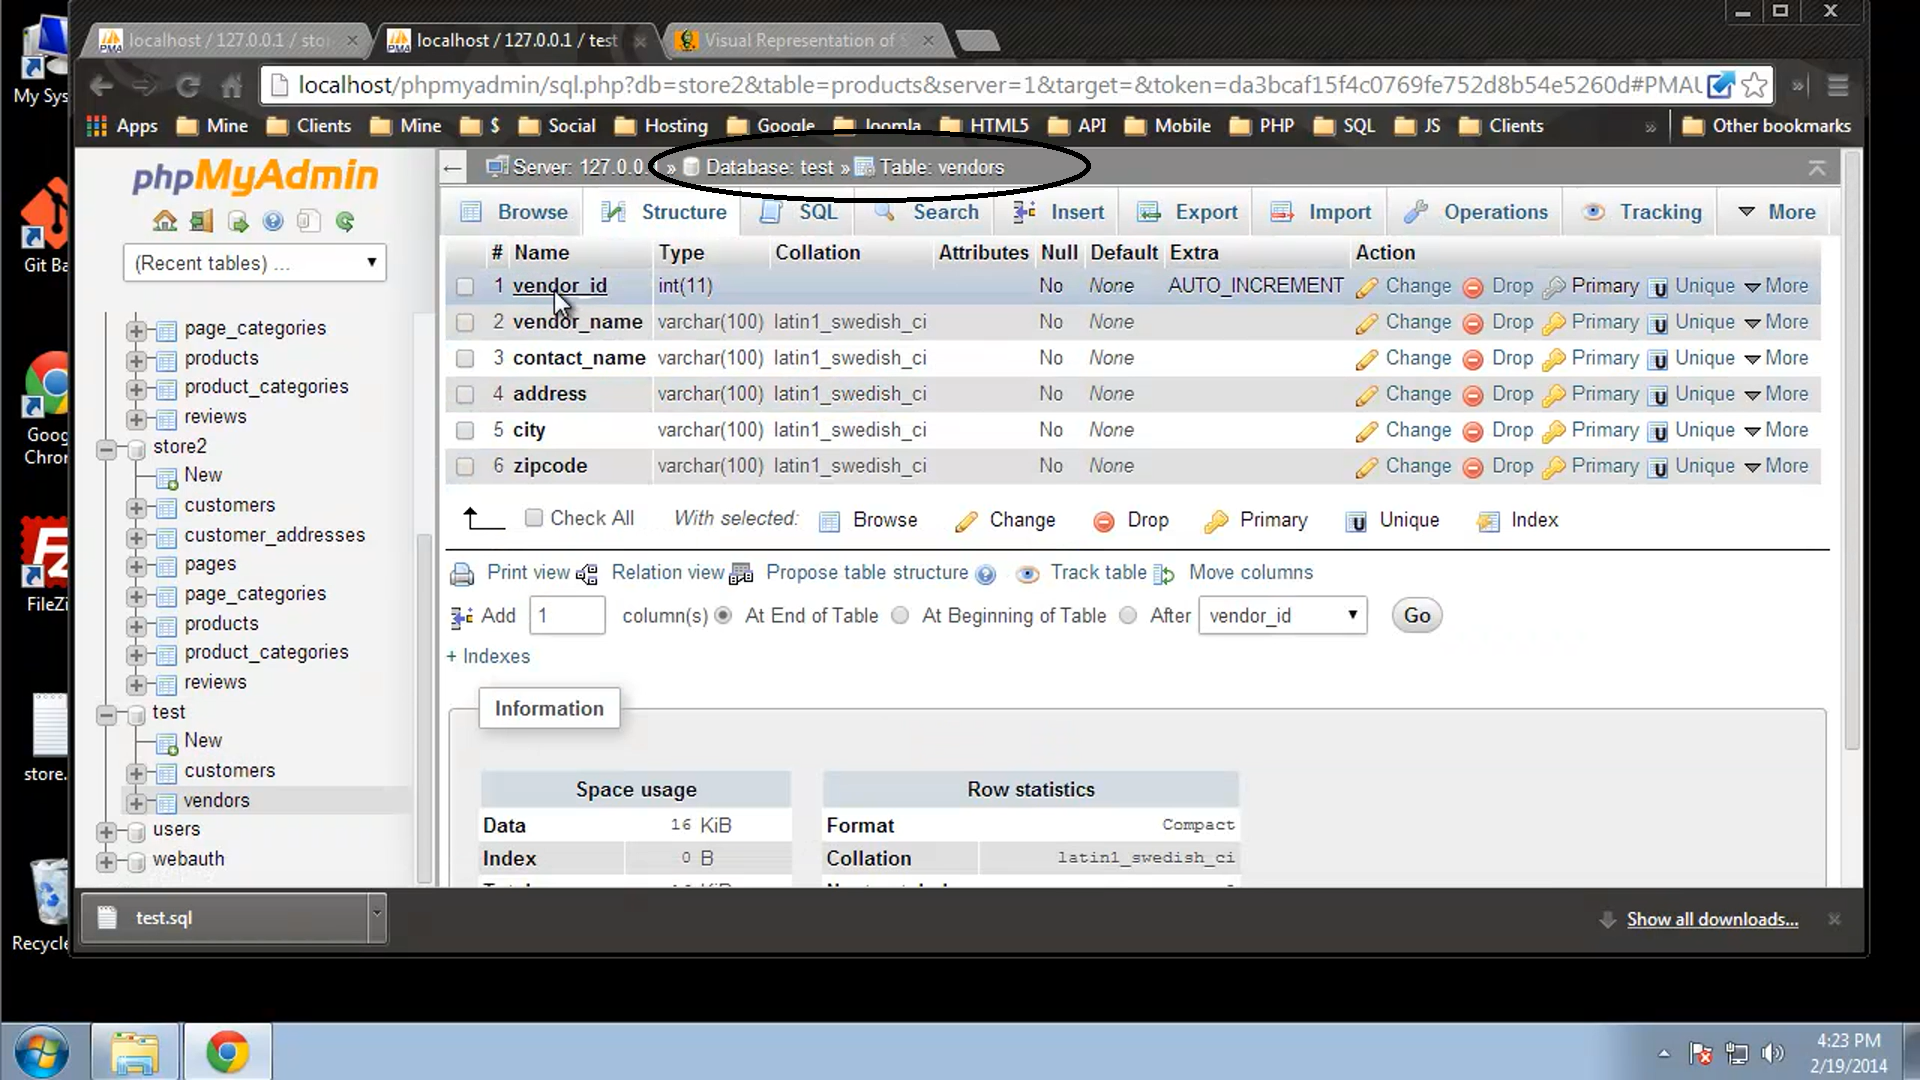 My Sys
Git Ba
Goog
Chron
FileZi
store.
Recycle
localhost / 127.0.0.1 / stor
localhost / 127.0.0.1 / test
Visual Representation of S
localhost/phpmyadmin/sql.php?db=store2&table=products&server=1&target=&token=da3bcaf15f4c0769fe752d8b54e5260d#PMAU
Apps Mine Clients Mine $ Social Hosting Google Joomla HTML5 API Mobile PHP SQL JS Clients » Other bookmarks
phpMyAdmin
(Recent tables) ...
page_categories
products
product_categories
reviews
store2
New
customers
customer_addresses
pages
page_categories
products
product_categories
reviews
test
New
customers
vendors
users
webauth
Server: 127.0.0. » Database: test » Table: vendors
Browse Structure SQL Search Insert Export Import Operations Tracking More
# Name Type Collation Attributes Null Default Extra Action
1 vendor_id int(11) No None AUTO_INCREMENT Change Drop Primary Unique More
2 vendor_name varchar(100) latin1_swedish_ci No None Change Drop Primary Unique More
3 contact_name varchar(100) latin1_swedish_ci No None Change Drop Primary Unique More
4 address varchar(100) latin1_swedish_ci No None Change Drop Primary Unique More
5 city varchar(100) latin1_swedish_ci No None Change Drop Primary Unique More
6 zipcode varchar(100) latin1_swedish_ci No None Change Drop Primary Unique More
Check All With selected: Browse Change Drop Primary Unique Index
Print view Relation view Propose table structure Track table Move columns
Add 1 column(s) At End of Table At Beginning of Table After vendor_id Go
+ Indexes
Information
Space usage
Data 16 KiB
Index 0 B
Row statistics
Format Compact
Collation latin1_swedish_ci
test.sql
Show all downloads...
4:23 PM
2/19/2014